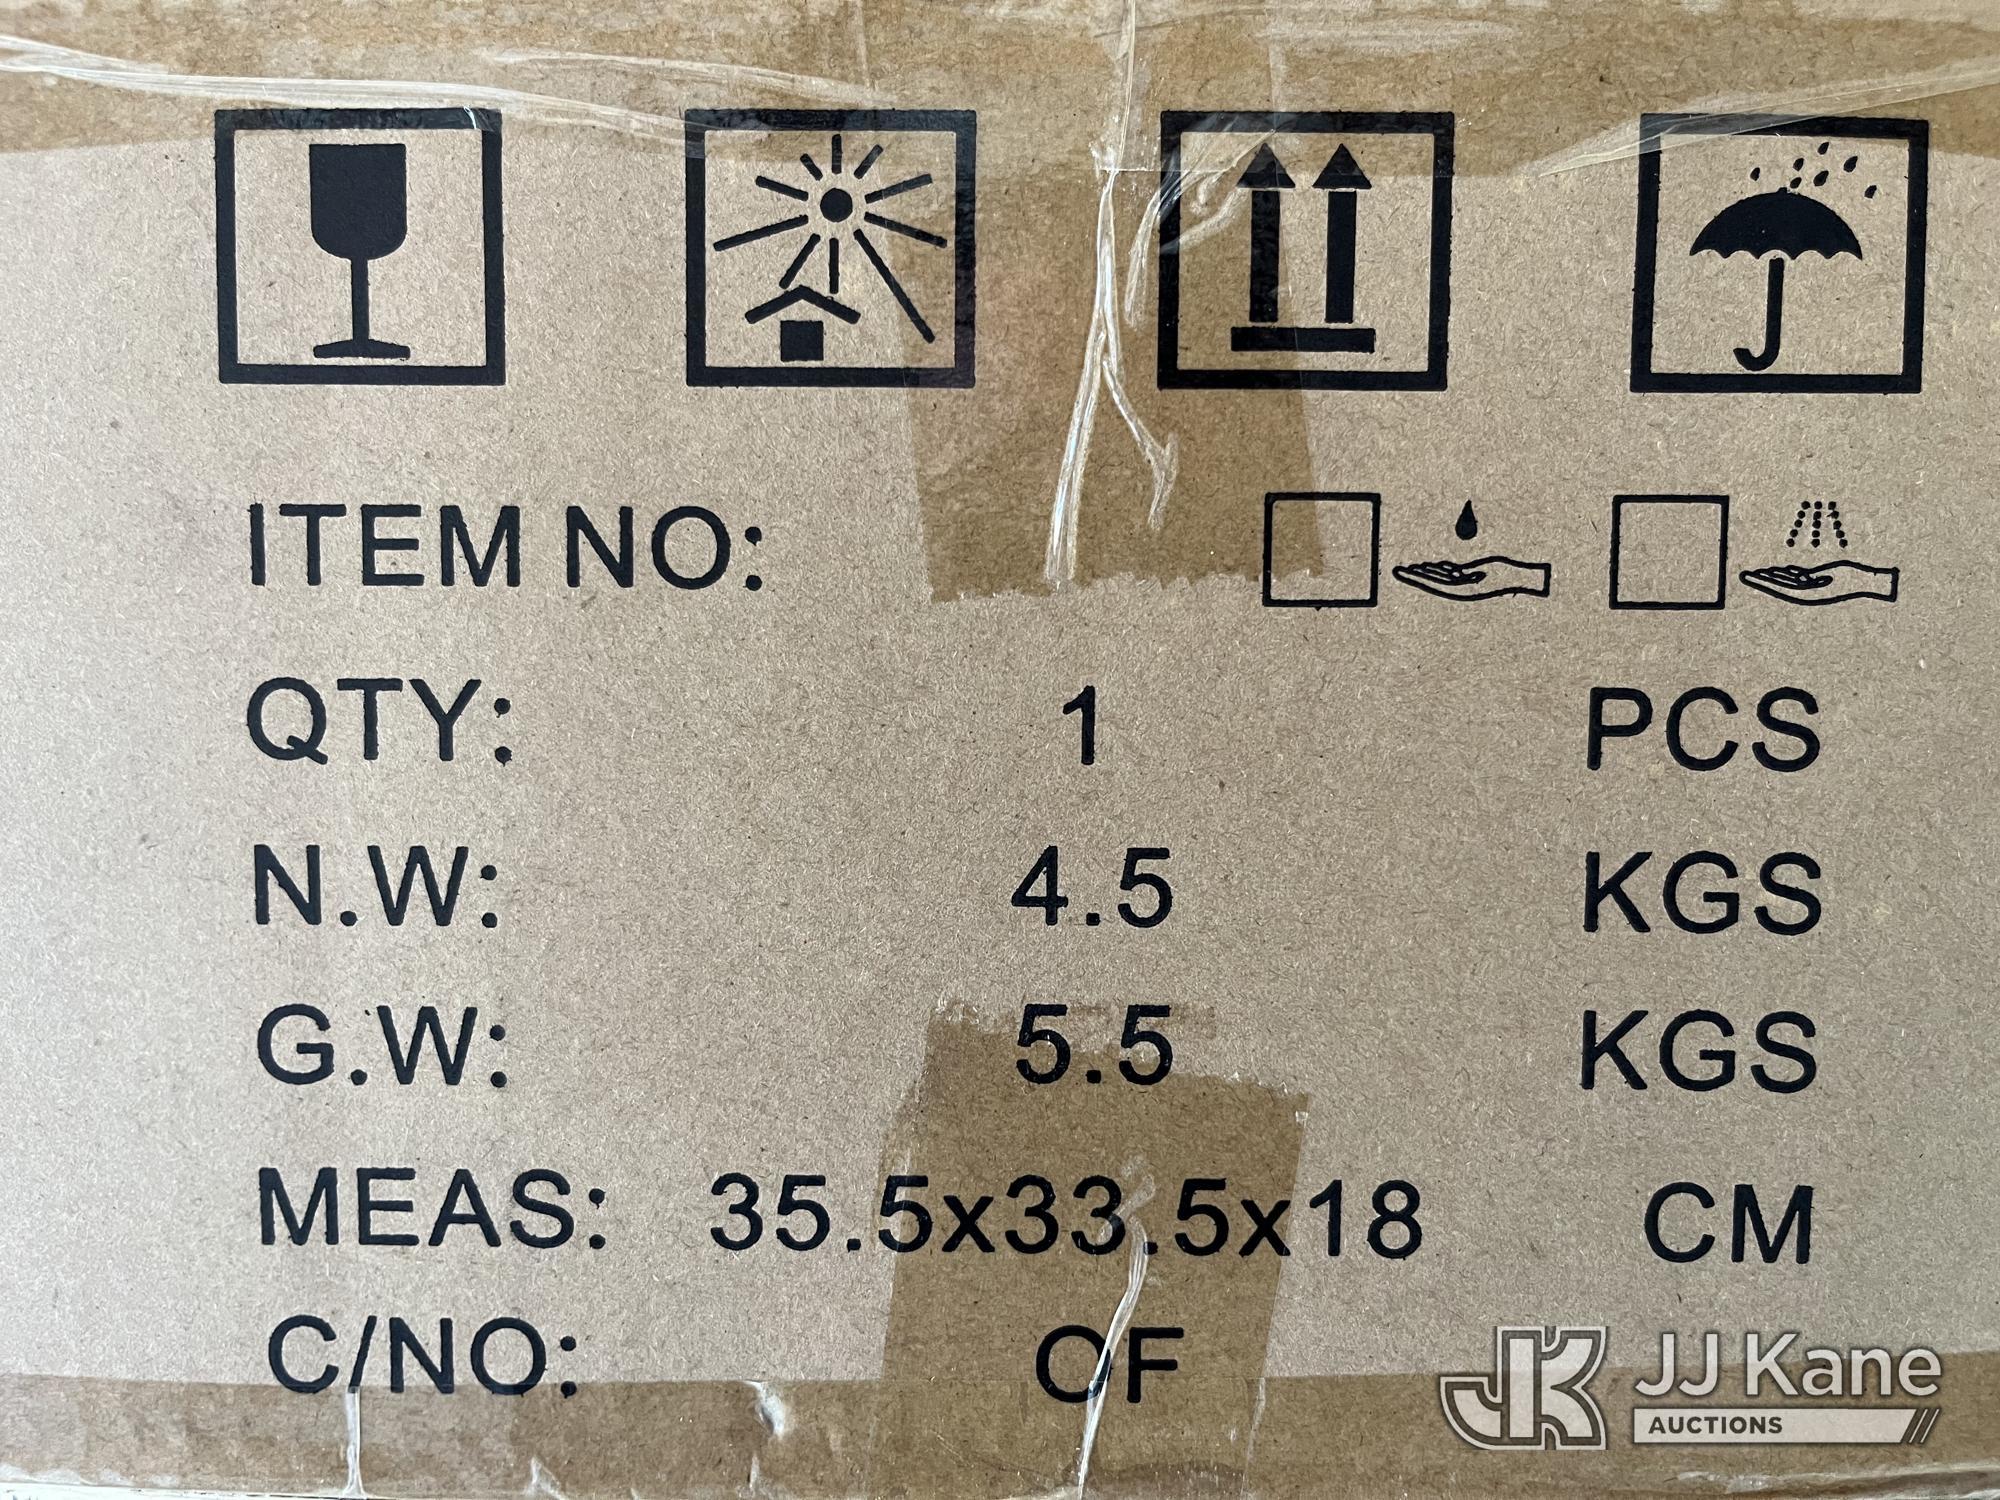 ITEM NO:
QTY: 1 PCS
N.W: 4.5 KGS
G.W: 5.5 KGS
MEAS: 35.5x33.5x18 CM
C/NO: OF
JK JJ Kane
AUCTIONS